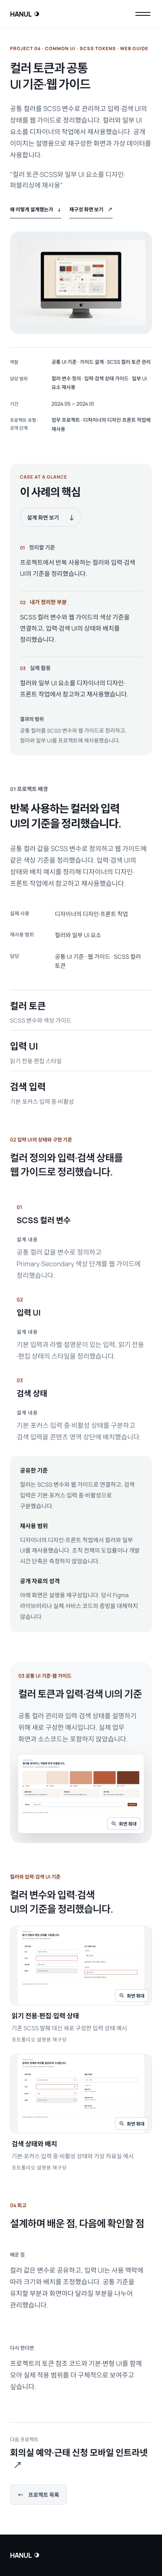 HANUL
PROJECT 04 · COMMON UI · SCSS TOKENS · WEB GUIDE
컬러 토큰과 공통
UI 기준·웹 가이드
공통 컬러를 SCSS 변수로 관리하고 입력·검색 UI의
상태를 웹 가이드로 정리했습니다. 컬러와 일부 UI
요소를 디자이너의 작업에서 재사용했습니다. 공개
이미지는 설명용으로 재구성한 화면과 가상 데이터를
사용합니다.
"컬러 토큰·SCSS와 일부 UI 요소를 디자인·
퍼블리싱에 재사용"
왜 이렇게 설계했는가 ↓
재구성 화면 보기 ↗
역할
공통 UI 기준 · 가이드 설계 · SCSS 컬러 토큰 관리
담당 범위
컬러 변수 정의 · 입력·검색 상태 가이드 · 일부 UI
요소 재사용
기간
2024.05 — 2024.10
프로젝트 유형
공개 단계
업무 프로젝트 · 디자이너의 디자인·프론트 작업에
재사용
CASE AT A GLANCE
이 사례의 핵심
설계 화면 보기 ↓
01 정리할 기준
프로젝트에서 반복 사용하는 컬러와 입력·검색
UI의 기준을 정했습니다.
02 내가 정리한 부분
SCSS 컬러 변수와 웹 가이드의 색상 기준을
연결하고, 입력·검색 UI의 상태와 배치를
정리했습니다.
03 실제 활용
컬러와 일부 UI 요소를 디자이너의 디자인·
프론트 작업에서 참고하고 재사용했습니다.
결과의 범위
공통 컬러를 SCSS 변수와 웹 가이드로 정리하고,
컬러와 일부 UI를 프로젝트에 재사용했습니다.
01 프로젝트 배경
반복 사용하는 컬러와 입력
UI의 기준을 정리했습니다.
공통 컬러 값을 SCSS 변수로 정의하고 웹 가이드에
같은 색상 기준을 정리했습니다. 입력·검색 UI의
상태와 배치 예시를 정리해 디자이너의 디자인·
프론트 작업에서 참고하고 재사용했습니다.
실제 사용
디자이너의 디자인·프론트 작업
재사용 범위
컬러와 일부 UI 요소
담당
공통 UI 기준 · 웹 가이드 · SCSS 컬러
토큰
컬러 토큰
SCSS 변수와 색상 가이드
입력 UI
읽기 전용·편집 스타일
검색 입력
기본·포커스·입력 중·비활성
02 입력 UI의 상태와 구현 기준
컬러 정의와 입력·검색 상태를
웹 가이드로 정리했습니다.
01
SCSS 컬러 변수
설계 내용
공통 컬러 값을 변수로 정의하고
Primary·Secondary 색상 단계를 웹 가이드에
정리했습니다.
02
입력 UI
설계 내용
기본 입력과 라벨·설명문이 있는 입력, 읽기 전용
·편집 상태의 스타일을 정리했습니다.
03
검색 상태
설계 내용
기본·포커스·입력 중·비활성 상태를 구분하고
검색 입력을 콘텐츠 영역 상단에 배치했습니다.
공유한 기준
컬러는 SCSS 변수와 웹 가이드로 연결하고, 검색
입력은 기본·포커스·입력 중·비활성으로
구분했습니다.
재사용 범위
디자이너의 디자인·프론트 작업에서 컬러와 일부
UI를 재사용했습니다. 조직 전체의 도입률이나 개발
시간 단축은 측정하지 않았습니다.
공개 자료의 성격
아래 화면은 설명용 재구성입니다. 당시 Figma
라이브러리나 실제 서비스 코드의 증빙을 대체하지
않습니다.
03 공통 UI 기준·웹 가이드
컬러 토큰과 입력·검색 UI의 기준
공통 컬러 관리와 입력·검색 상태를 설명하기
위해 새로 구성한 예시입니다. 실제 업무
화면과 소스코드는 포함하지 않았습니다.
화면 확대
컬러와 입력·검색 UI 기준
컬러 변수와 입력·검색
UI의 기준을 정리했습니다.
화면 확대
읽기 전용·편집·입력 상태
기존 SCSS 발췌 대신 새로 구성한 입력 상태 예시
포트폴리오 설명용 재구성
화면 확대
검색 상태와 배치
기본·포커스·입력 중·비활성 상태와 가상 자료실 예시
포트폴리오 설명용 재구성
04 회고
설계하며 배운 점, 다음에 확인할 점
배운 점
컬러 값은 변수로 공유하고, 입력 UI는 사용 맥락에
따라 크기와 배치를 조정했습니다. 공통 기준을
유지할 부분과 화면마다 달라질 부분을 나누어
관리했습니다.
다시 한다면
프로젝트의 토큰 참조 코드와 기본·변형 UI를 함께
모아 실제 적용 범위를 더 구체적으로 보여주고
싶습니다.
다음 프로젝트
회의실 예약·근태 신청 모바일 인트라넷
↗
← 프로젝트 목록
HANUL